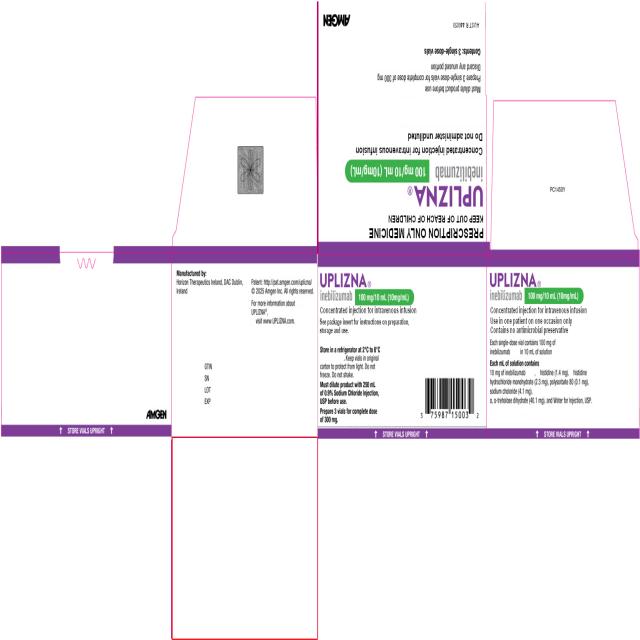 AMGEN
AUST R 446153
PRESCRIPTION ONLY MEDICINE
KEEP OUT OF REACH OF CHILDREN
UPLIZNA®
inebilizumab 100 mg/10 mL (10mg/mL)
Concentrated injection for intravenous infusion
Do not administer undiluted
Must dilute product before use
Prepare 3 single-dose vials for complete dose of 300 mg
Discard any unused portion
Contents: 3 single-dose vials
PC/14501
Manufactured by:
Horizon Therapeutics Ireland, DAC Dublin,
Ireland
Patent: http://pat.amgen.com/uplizna/
© 2025 Amgen Inc. All rights reserved.
For more information about
UPLIZNA®,
visit www.UPLIZNA.com.
GTIN
SN
LOT
EXP
AMGEN
↑ STORE VIALS UPRIGHT ↑
UPLIZNA®
inebilizumab 100 mg/10 mL (10mg/mL)
Concentrated injection for intravenous infusion
See package insert for instructions on preparation,
storage and use.
Store in a refrigerator at 2°C to 8°C
. Keep vials in original
carton to protect from light. Do not
freeze. Do not shake.
Must dilute product with 250 mL
of 0.9% Sodium Chloride Injection,
USP before use.
Prepare 3 vials for complete dose
of 300 mg.
5 75987 15003 2
↑ STORE VIALS UPRIGHT ↑
UPLIZNA®
inebilizumab 100 mg/10 mL (10mg/mL)
Concentrated injection for intravenous infusion
Use in one patient on one occasion only
Contains no antimicrobial preservative
Each single-dose vial contains 100 mg of
inebilizumab in 10 mL of solution
Each mL of solution contains
10 mg of inebilizumab , histidine (1.4 mg), histidine
hydrochloride monohydrate (2.3 mg), polysorbate 80 (0.1 mg),
sodium chloride (4.1 mg),
α, α-trehalose dihydrate (40.1 mg), and Water for Injection, USP.
↑ STORE VIALS UPRIGHT ↑